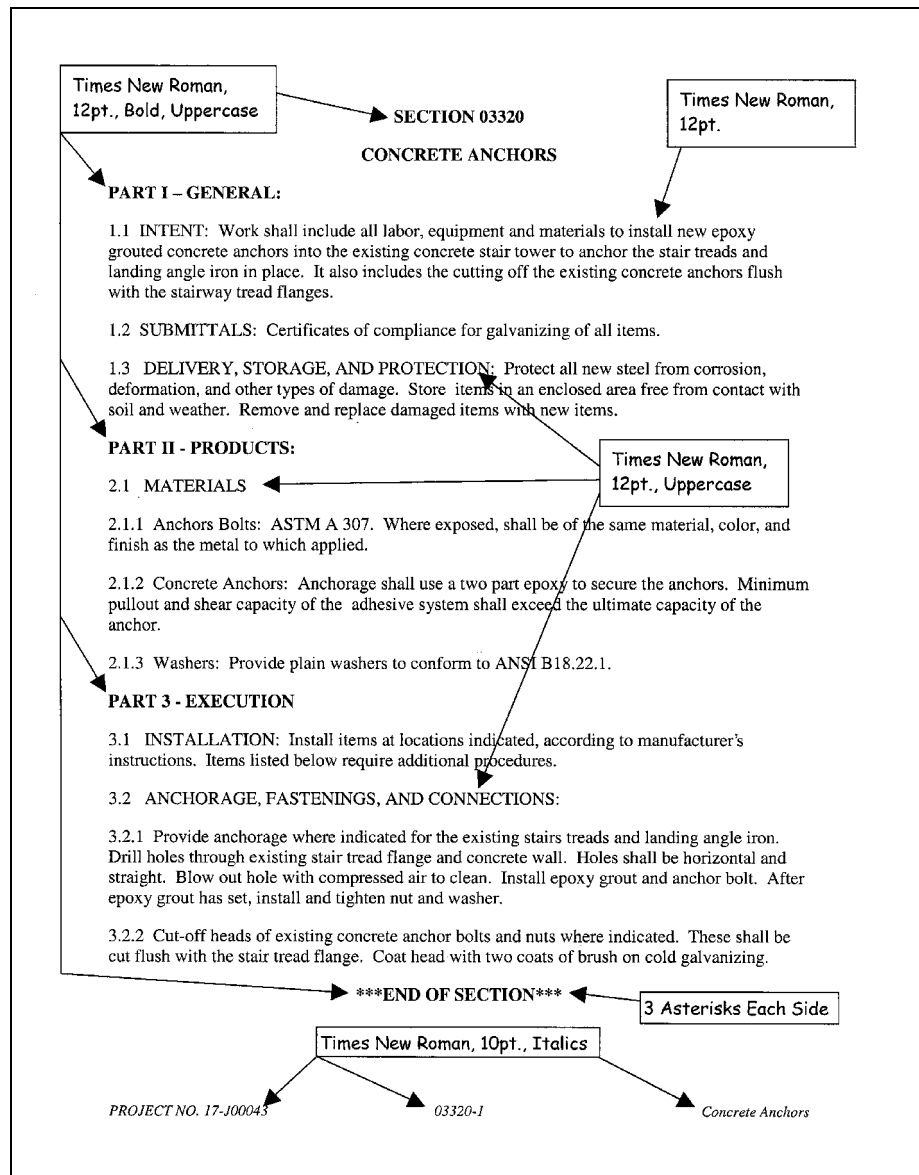 Times New Roman,
12pt., Bold, Uppercase
Times New Roman,
12pt.
SECTION 03320
CONCRETE ANCHORS
PART I – GENERAL:
1.1 INTENT: Work shall include all labor, equipment and materials to install new epoxy
grouted concrete anchors into the existing concrete stair tower to anchor the stair treads and
landing angle iron in place. It also includes the cutting off the existing concrete anchors flush
with the stairway tread flanges.
1.2 SUBMITTALS: Certificates of compliance for galvanizing of all items.
1.3 DELIVERY, STORAGE, AND PROTECTION: Protect all new steel from corrosion,
deformation, and other types of damage. Store items in an enclosed area free from contact with
soil and weather. Remove and replace damaged items with new items.
PART II - PRODUCTS:
Times New Roman,
12pt., Uppercase
2.1 MATERIALS
2.1.1 Anchors Bolts: ASTM A 307. Where exposed, shall be of the same material, color, and
finish as the metal to which applied.
2.1.2 Concrete Anchors: Anchorage shall use a two part epoxy to secure the anchors. Minimum
pullout and shear capacity of the adhesive system shall exceed the ultimate capacity of the
anchor.
2.1.3 Washers: Provide plain washers to conform to ANSI B18.22.1.
PART 3 - EXECUTION
3.1 INSTALLATION: Install items at locations indicated, according to manufacturer's
instructions. Items listed below require additional procedures.
3.2 ANCHORAGE, FASTENINGS, AND CONNECTIONS:
3.2.1 Provide anchorage where indicated for the existing stairs treads and landing angle iron.
Drill holes through existing stair tread flange and concrete wall. Holes shall be horizontal and
straight. Blow out hole with compressed air to clean. Install epoxy grout and anchor bolt. After
epoxy grout has set, install and tighten nut and washer.
3.2.2 Cut-off heads of existing concrete anchor bolts and nuts where indicated. These shall be
cut flush with the stair tread flange. Coat head with two coats of brush on cold galvanizing.
***END OF SECTION***
3 Asterisks Each Side
Times New Roman, 10pt., Italics
PROJECT NO. 17-J00043
03320-1
Concrete Anchors